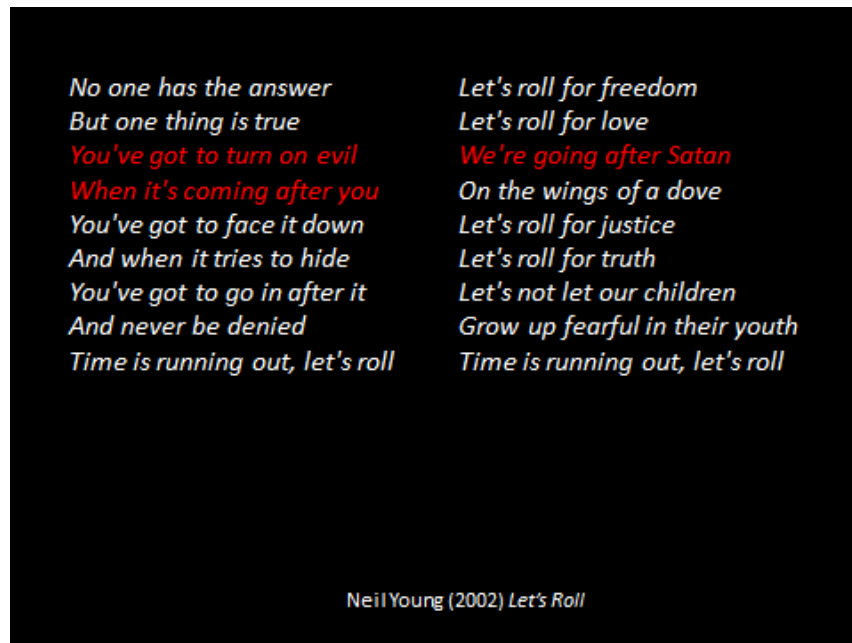 No one has the answer
But one thing is true
You've got to turn on evil
When it's coming after you
You've got to face it down
And when it tries to hide
You've got to go in after it
And never be denied
Time is running out, let's roll
Let's roll for freedom
Let's roll for love
We're going after Satan
On the wings of a dove
Let's roll for justice
Let's roll for truth
Let's not let our children
Grow up fearful in their youth
Time is running out, let's roll
Neil Young (2002) Let's Roll